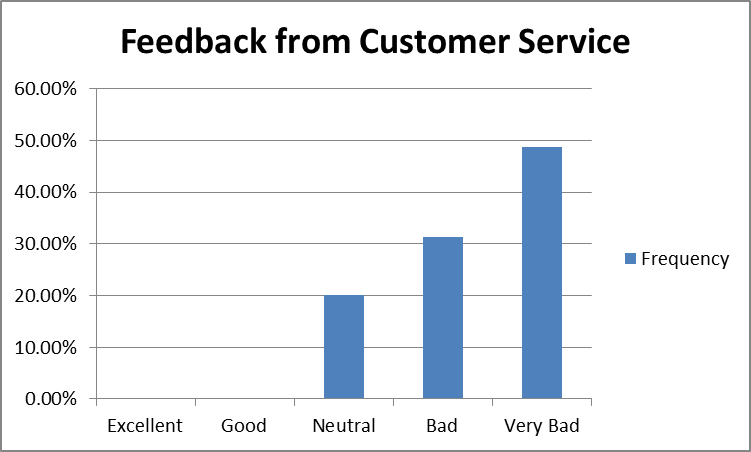 Feedback from Customer Service
60.00%
50.00%
40.00%
30.00%
20.00%
10.00%
0.00%
Excellent Good Neutral Bad Very Bad
Frequency